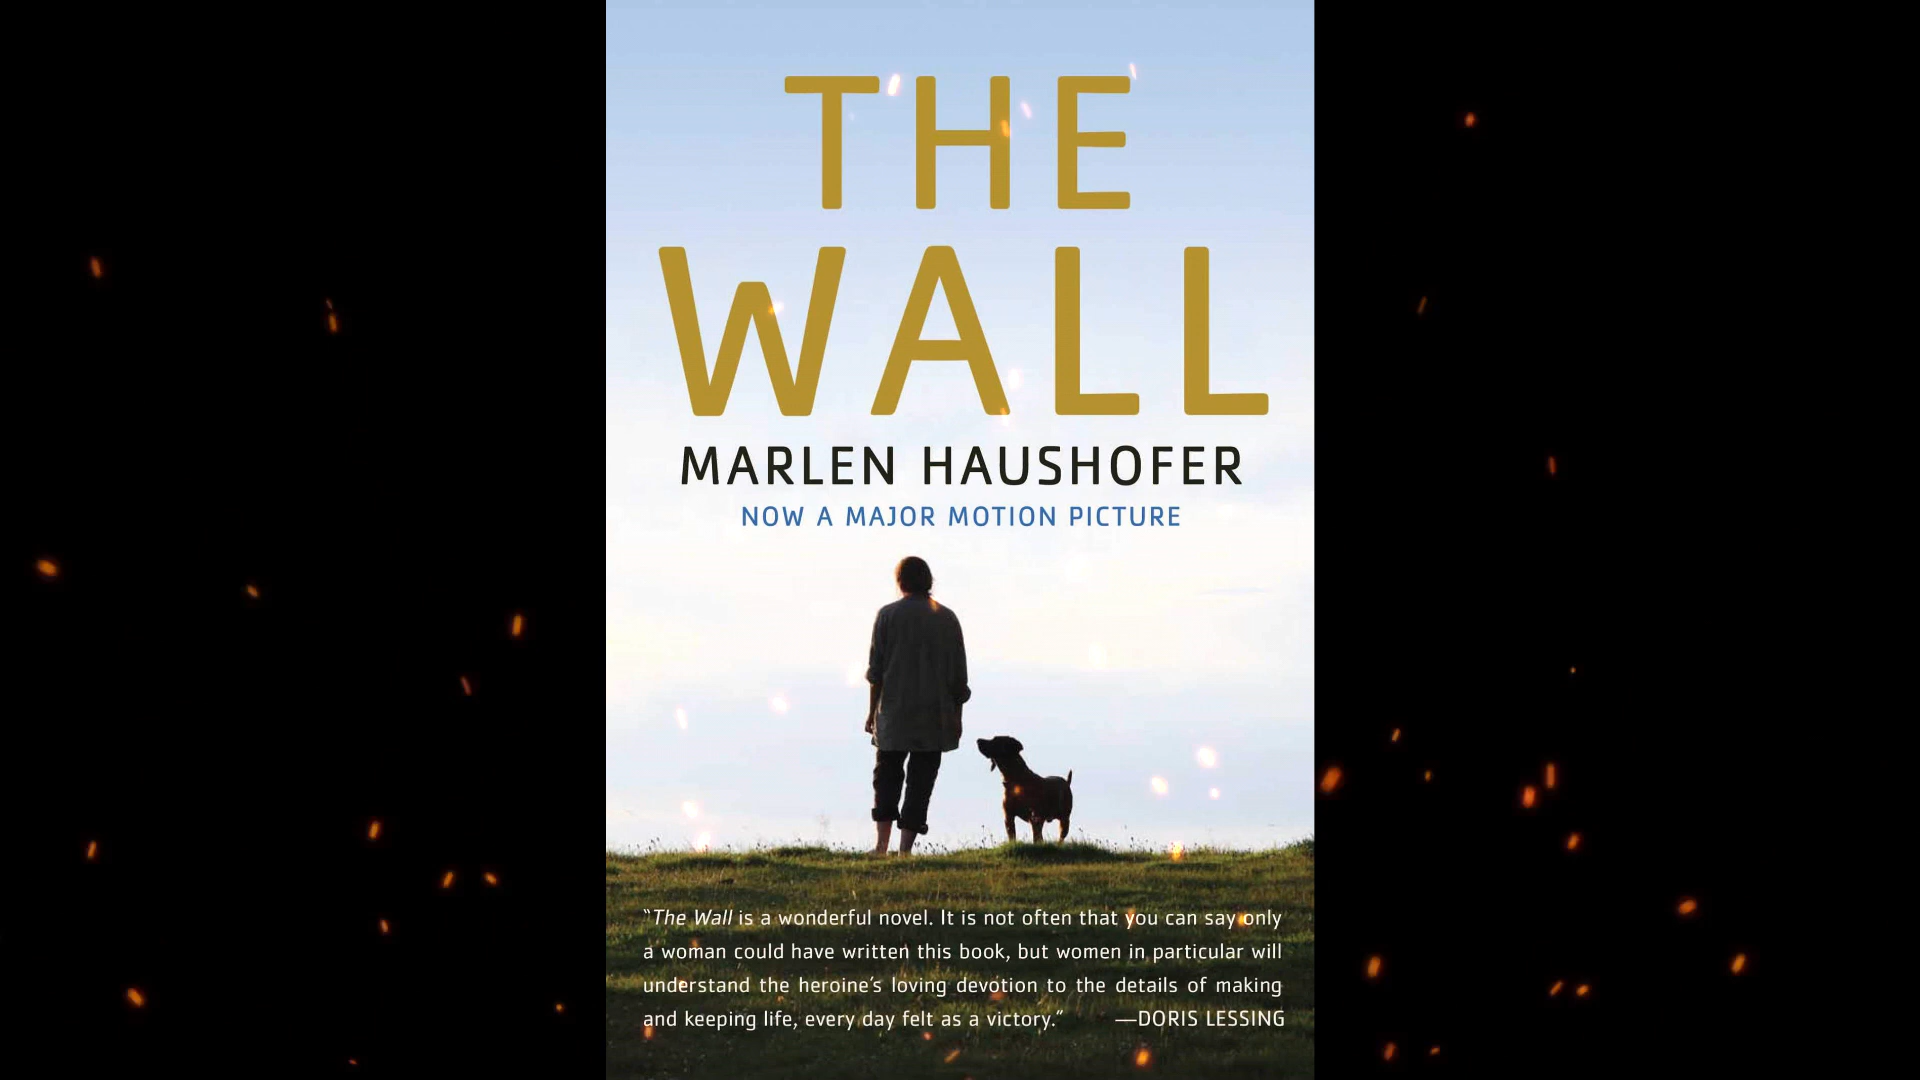 THE
WALL
MARLEN HAUSHOFER
NOW A MAJOR MOTION PICTURE
“The Wall is a wonderful novel. It is not often that you can say only
a woman could have written this book, but women in particular will
understand the heroine’s loving devotion to the details of making
and keeping life, every day felt as a victory.” —DORIS LESSING